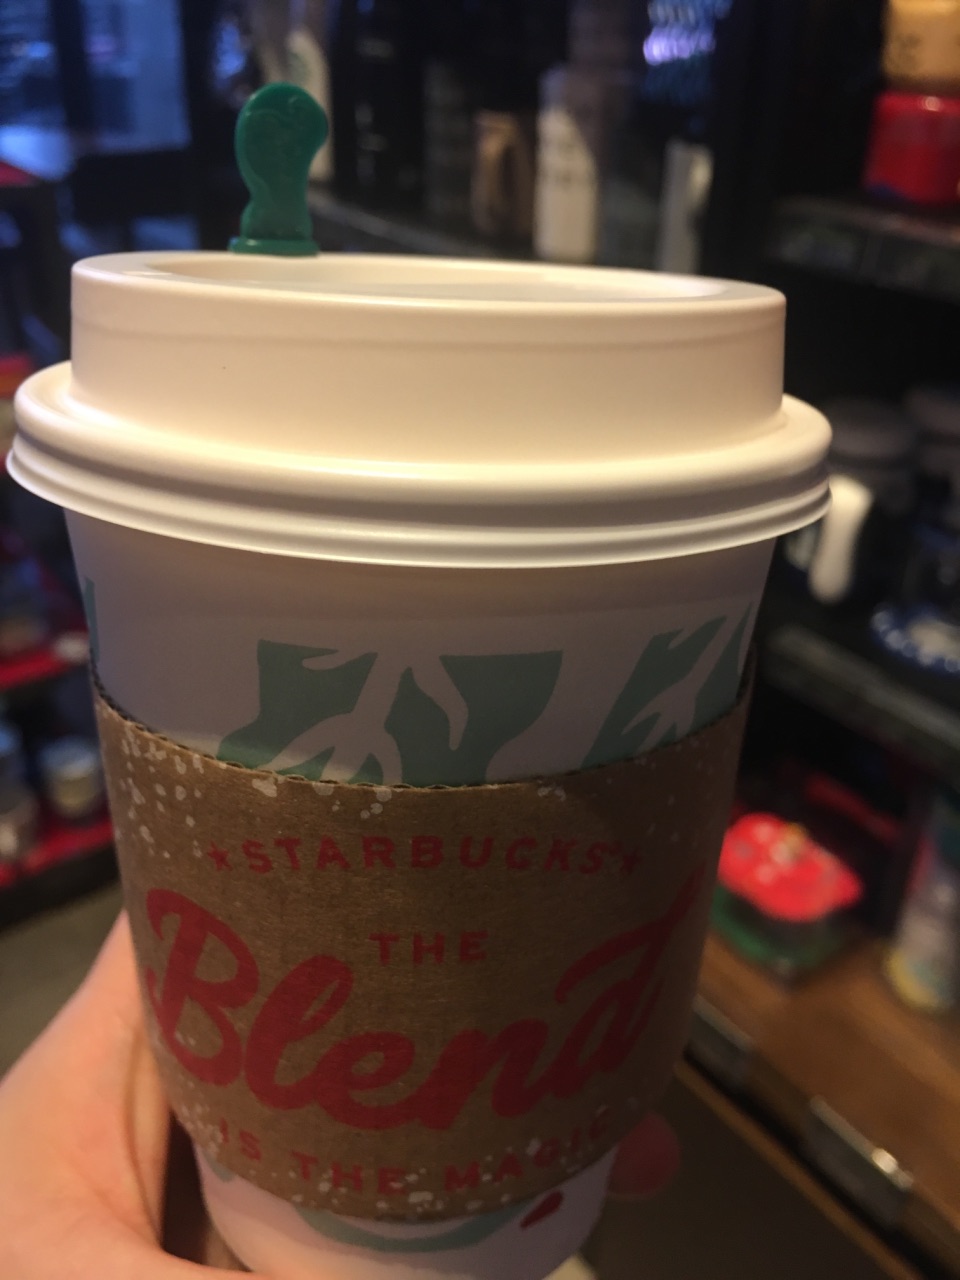 ★STARBUCKS®★
THE
Blend
IS THE MAGIC